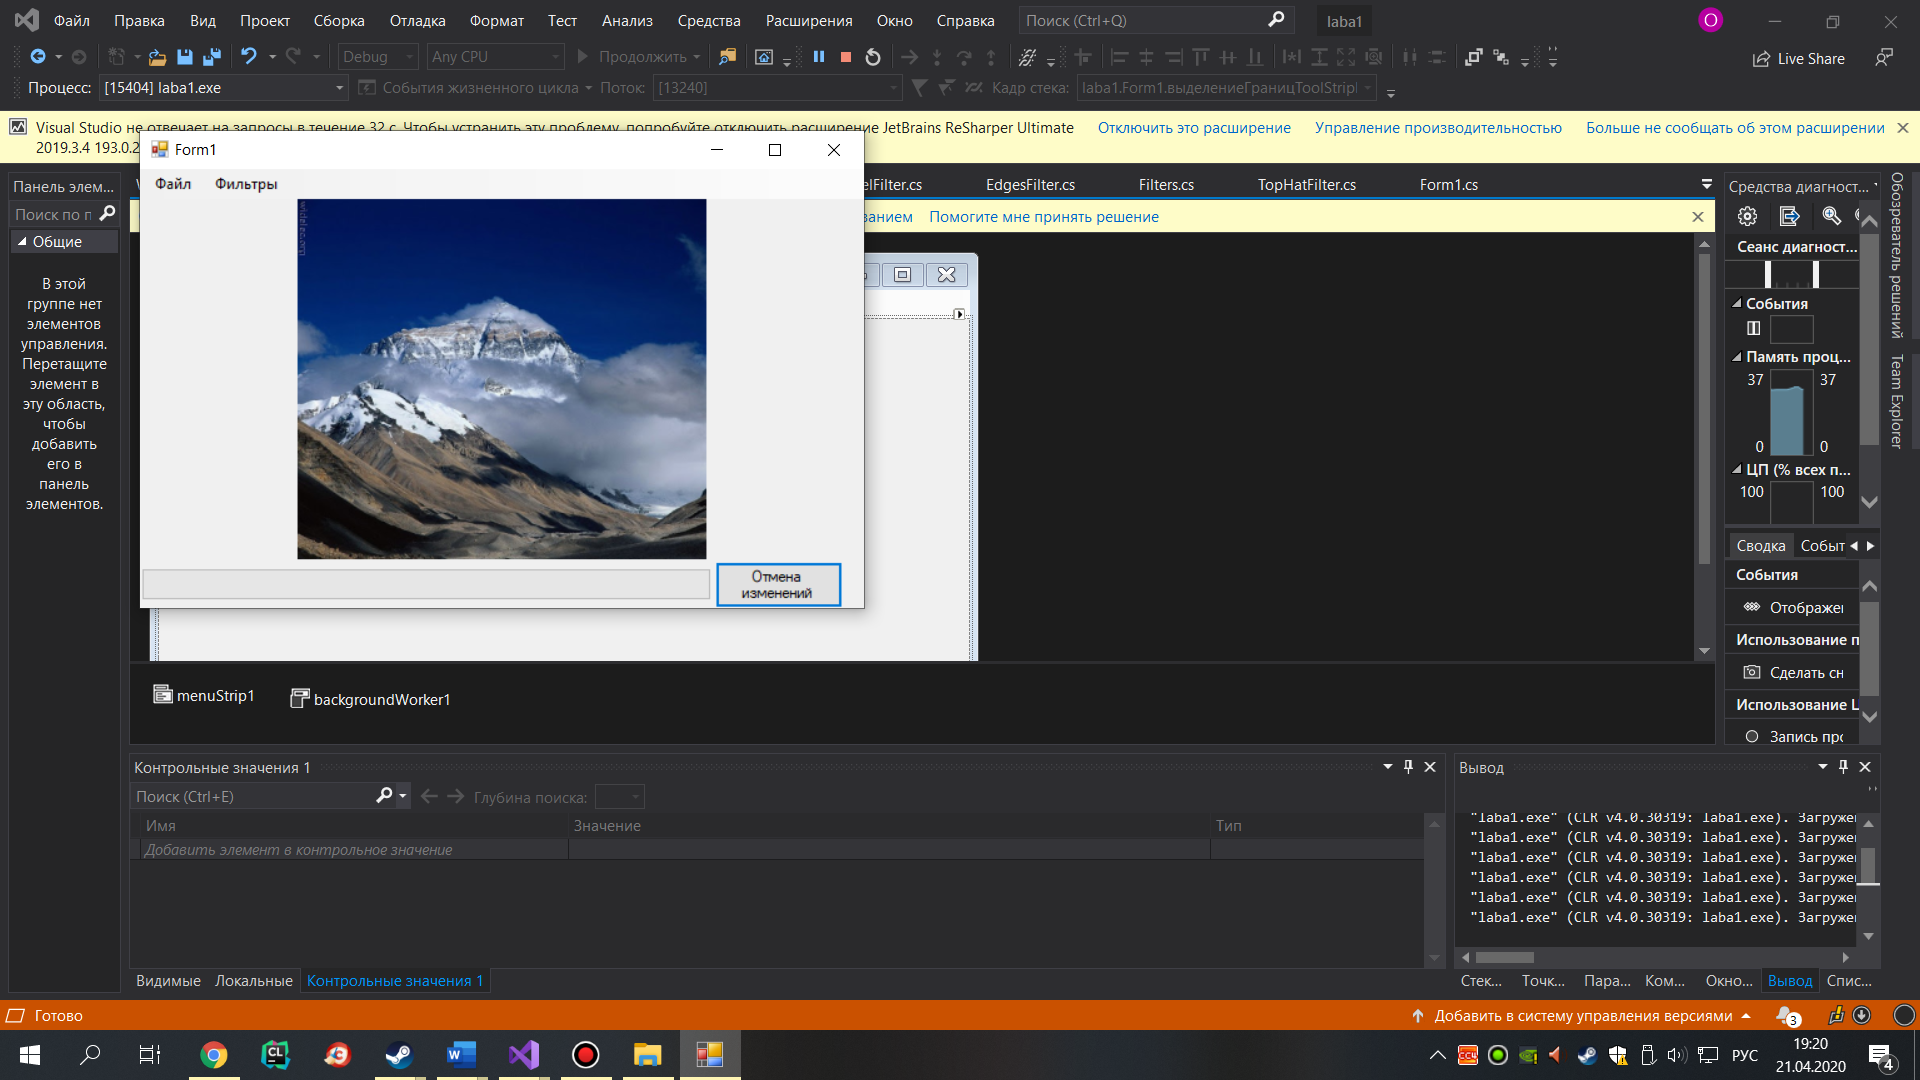 Файл Правка Вид Проект Сборка Отладка Формат Тест Анализ Средства Расширения Окно Справка Поиск (Ctrl+Q) laba1 O
Debug Any CPU Продолжить Live Share
Процесс: [15404] laba1.exe События жизненного цикла Поток: [13240] Кадр стека: laba1.Form1.выделениеГраницToolStripI
Visual Studio не отвечает на запросы в течение 32 с. Чтобы устранить эту проблему, попробуйте отключить расширение JetBrains ReSharper Ultimate Отключить это расширение Управление производительностью Больше не сообщать об этом расширении
2019.3.4 193.0.2
Form1
Файл Фильтры
elFilter.cs EdgesFilter.cs Filters.cs TopHatFilter.cs Form1.cs
ванием Помогите мне принять решение
Отмена
изменений
Панель элем...
Поиск по п
Общие
В этой
группе нет
элементов
управления.
Перетащите
элемент в
эту область,
чтобы
добавить
его в
панель
элементов.
menuStrip1 backgroundWorker1
Средства диагност...
Сеанс диагност...
События
Память проц...
37 37
0 0
ЦП (% всех п...
100 100
Сводка Событ
События
Отображе
Использование п
Сделать сн
Использование Ц
Запись про
Обозреватель решений
Team Explorer
Контрольные значения 1
Поиск (Ctrl+E) Глубина поиска:
Имя Значение Тип
Добавить элемент в контрольное значение
Видимые Локальные Контрольные значения 1
Вывод
"laba1.exe" (CLR v4.0.30319: laba1.exe). Загруже
"laba1.exe" (CLR v4.0.30319: laba1.exe). Загруже
"laba1.exe" (CLR v4.0.30319: laba1.exe). Загруже
"laba1.exe" (CLR v4.0.30319: laba1.exe). Загруже
"laba1.exe" (CLR v4.0.30319: laba1.exe). Загруже
"laba1.exe" (CLR v4.0.30319: laba1.exe). Загруже
Стек... Точк... Пара... Ком... Окно... Вывод Спис...
Готово Добавить в систему управления версиями 3
РУС 19:20
21.04.2020 4